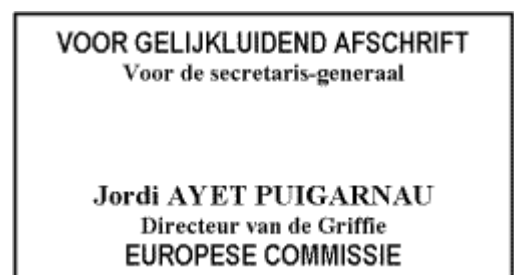 VOOR GELIJKLUIDEND AFSCHRIFT
Voor de secretaris-generaal
Jordi AYET PUIGARNAU
Directeur van de Griffie
EUROPESE COMMISSIE